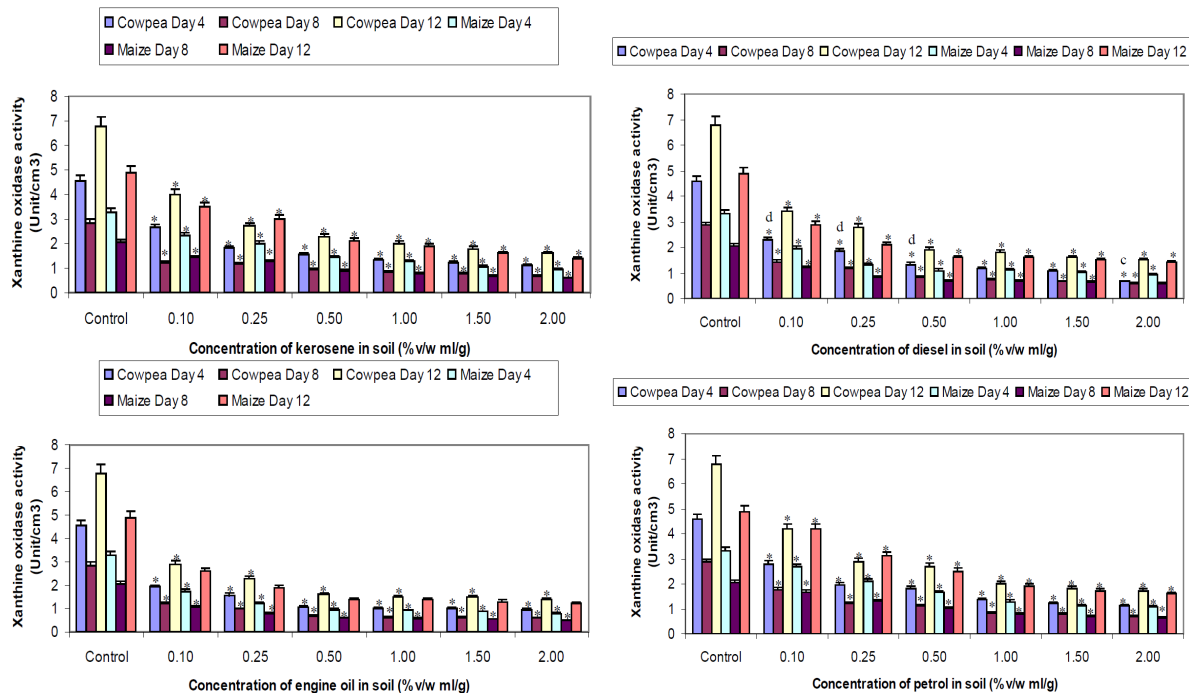 Cowpea Day 4 Cowpea Day 8 Cowpea Day 12 Maize Day 4
Maize Day 8 Maize Day 12
Xanthine oxidase activity
(Unit/cm3)
8
7
6
5
4
3
2
1
0
* * * * *
* * * * *
* * * * * *
* * * * * *
* * * * * *
* * * * * *
Control 0.10 0.25 0.50 1.00 1.50 2.00
Concentration of kerosene in soil (%v/w ml/g)
Cowpea Day 4 Cowpea Day 8 Cowpea Day 12 Maize Day 4 Maize Day 8 Maize Day 12
Xanthine oxidase activity
(Unit/cm3)
8
7
6
5
4
3
2
1
0
d d d c
Control 0.10 0.25 0.50 1.00 1.50 2.00
Concentration of diesel in soil (%v/w ml/g)
Cowpea Day 4 Cowpea Day 8 Cowpea Day 12 Maize Day 4
Maize Day 8 Maize Day 12
Xanthine oxidase activity
(Unit/cm3)
8
7
6
5
4
3
2
1
0
Control 0.10 0.25 0.50 1.00 1.50 2.00
Concentration of engine oil in soil (%v/w ml/g)
Cowpea Day 4 Cowpea Day 8 Cowpea Day 12 Maize Day 4 Maize Day 8 Maize Day 12
Xanthine oxidase activity
(Unit/cm3)
8
7
6
5
4
3
2
1
0
Control 0.10 0.25 0.50 1.00 1.50 2.00
Concentration of petrol in soil (%v/w ml/g)